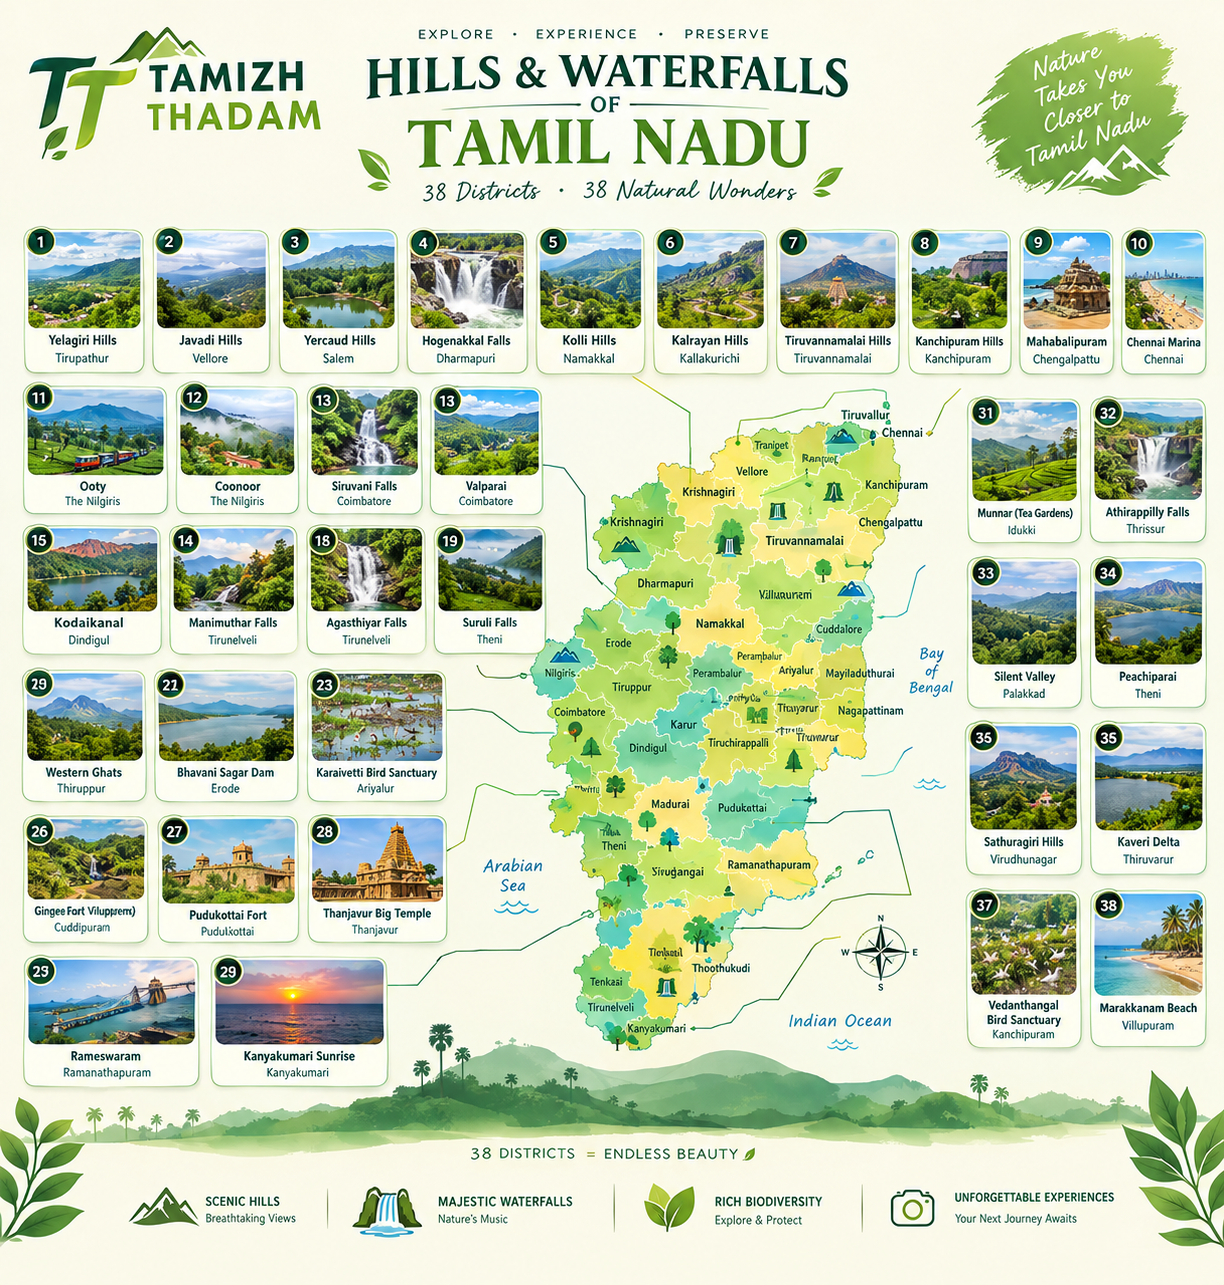 EXPLORE • EXPERIENCE • PRESERVE
TAMIZH
THADAM
HILLS & WATERFALLS
OF
TAMIL NADU
38 Districts • 38 Natural Wonders
Nature
Takes You
Closer to
Tamil Nadu
1
Yelagiri Hills
Tirupathur
2
Javadi Hills
Vellore
3
Yercaud Hills
Salem
4
Hogenakkal Falls
Dharmapuri
5
Kolli Hills
Namakkal
6
Kalrayan Hills
Kallakurichi
7
Tiruvannamalai Hills
Tiruvannamalai
8
Kanchipuram Hills
Kanchipuram
9
Mahabalipuram
Chengalpattu
10
Chennai Marina
Chennai
11
Ooty
The Nilgiris
12
Coonoor
The Nilgiris
13
Siruvani Falls
Coimbatore
13
Valparai
Coimbatore
15
Kodaikanal
Dindigul
14
Manimuthar Falls
Tirunelveli
18
Agasthiyar Falls
Tirunelveli
19
Suruli Falls
Theni
29
Western Ghats
Thiruppur
Bhavani Sagar Dam
Erode
23
Karaivetti Bird Sanctuary
Ariyalur
26
Gingee Fort
Cuddipuram
27
Pudukottai Fort
Pudukkottai
28
Thanjavur Big Temple
Thanjavur
Rameswaram
Ramanathapuram
29
Kanyakumari Sunrise
Kanyakumari
Tiruvallur
Chennai
Vellore
Kanchipuram
Krishnagiri
Krishnagiri
Chengalpattu
Tiruvannamalai
Dharmapuri
Namakkal
Cuddalore
Erode
Perambalur
Nilgiris
Perambalur
Ariyalur
Mayiladuthurai
Tiruppur
Coimbatore
Karur
Nagapattinam
Dindigul
Tiruchirappalli
Madurai
Pudukattai
Theni
Ramanathapuram
Thoothukudi
Tenkasi
Tirunelveli
Kanyakumari
Bay
of
Bengal
Arabian
Sea
Indian Ocean
N
W
E
S
31
Munnar (Tea Gardens)
Idukki
32
Athirappilly Falls
Thrissur
33
Silent Valley
Palakkad
34
Peachiparai
Theni
35
Sathuragiri Hills
Virudhunagar
35
Kaveri Delta
Thiruvarur
37
Vedanthangal
Bird Sanctuary
Kanchipuram
38
Marakkanam Beach
Villupuram
38 DISTRICTS = ENDLESS BEAUTY
SCENIC HILLS
Breathtaking Views
MAJESTIC WATERFALLS
Nature's Music
RICH BIODIVERSITY
Explore & Protect
UNFORGETTABLE EXPERIENCES
Your Next Journey Awaits